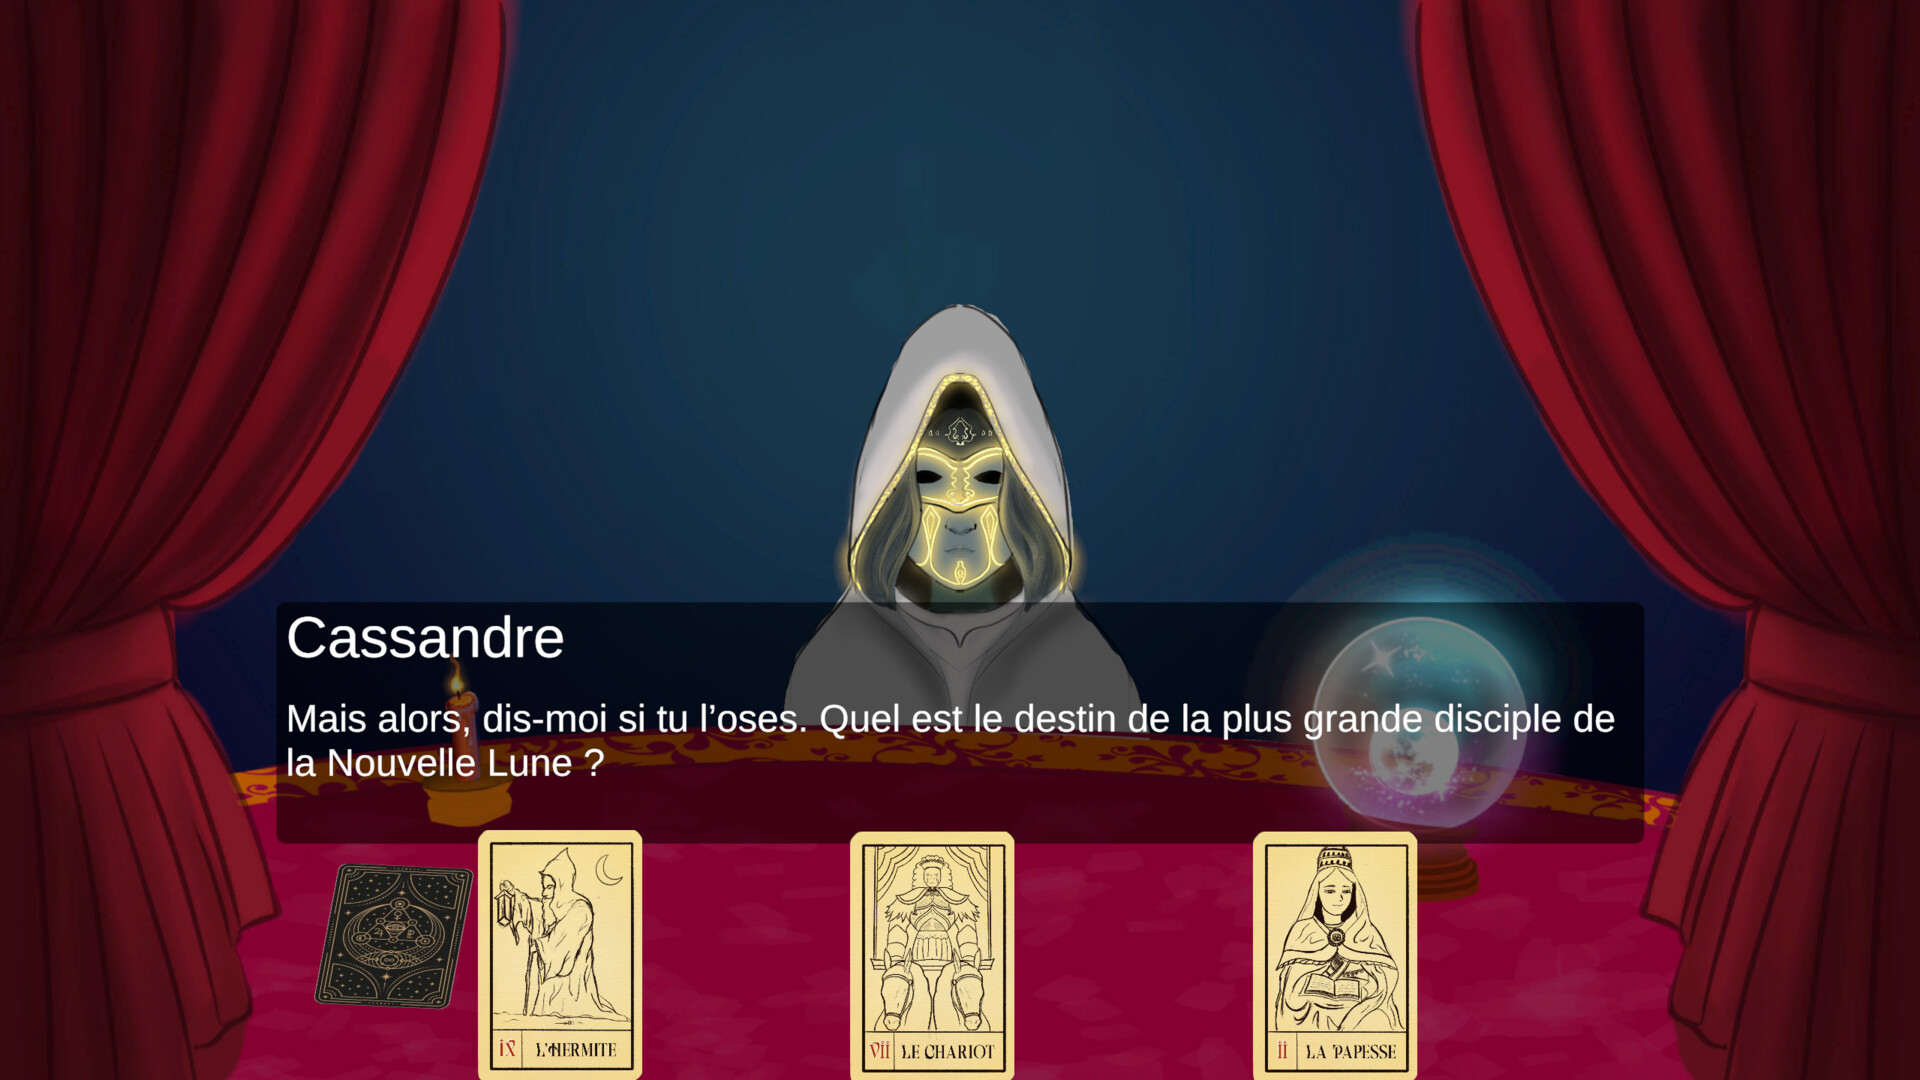 Cassandre
Mais alors, dis-moi si tu l’oses. Quel est le destin de la plus grande disciple de
la Nouvelle Lune ?
IX L'HERMITE
VII LE CHARIOT
II LA PAPESSE